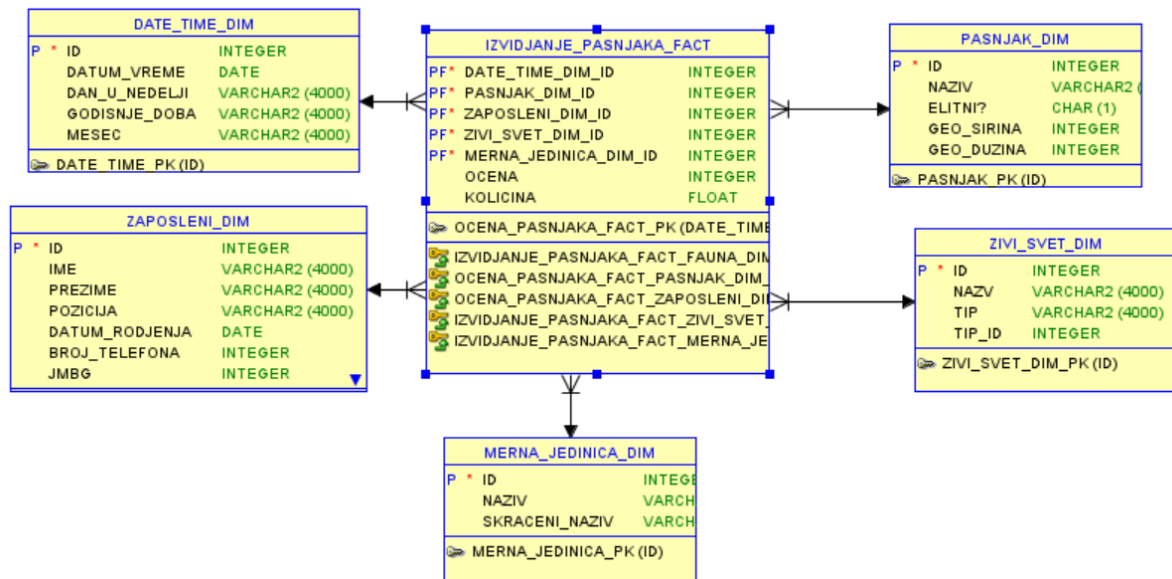 DATE_TIME_DIM
P * ID INTEGER
DATUM_VREME DATE
DAN_U_NEDELJI VARCHAR2 (4000)
GODISNJE_DOBA VARCHAR2 (4000)
MESEC VARCHAR2 (4000)
DATE_TIME_PK (ID)
IZVIDJANJE_PASNJAKA_FACT
PF* DATE_TIME_DIM_ID INTEGER
PF* PASNJAK_DIM_ID INTEGER
PF* ZAPOSLENI_DIM_ID INTEGER
PF* ZIVI_SVET_DIM_ID INTEGER
PF* MERNA_JEDINICA_DIM_ID INTEGER
OCENA INTEGER
KOLICINA FLOAT
OCENA_PASNJAKA_FACT_PK (DATE_TIME
IZVIDJANJE_PASNJAKA_FACT_FAUNA_DIM
OCENA_PASNJAKA_FACT_PASNJAK_DIM_
OCENA_PASNJAKA_FACT_ZAPOSLENI_DI
IZVIDJANJE_PASNJAKA_FACT_ZIVI_SVET_
IZVIDJANJE_PASNJAKA_FACT_MERNA_JE
PASNJAK_DIM
P * ID INTEGER
NAZIV VARCHAR2 (
ELITNI? CHAR (1)
GEO_SIRINA INTEGER
GEO_DUZINA INTEGER
PASNJAK_PK (ID)
ZAPOSLENI_DIM
P * ID INTEGER
IME VARCHAR2 (4000)
PREZIME VARCHAR2 (4000)
POZICIJA VARCHAR2 (4000)
DATUM_RODJENJA DATE
BROJ_TELEFONA INTEGER
JMBG INTEGER
ZIVI_SVET_DIM
P * ID INTEGER
NAZV VARCHAR2 (4000)
TIP VARCHAR2 (4000)
TIP_ID INTEGER
ZIVI_SVET_DIM_PK (ID)
MERNA_JEDINICA_DIM
P * ID INTEGE
NAZIV VARCH
SKRACENI_NAZIV VARCH
MERNA_JEDINICA_PK (ID)